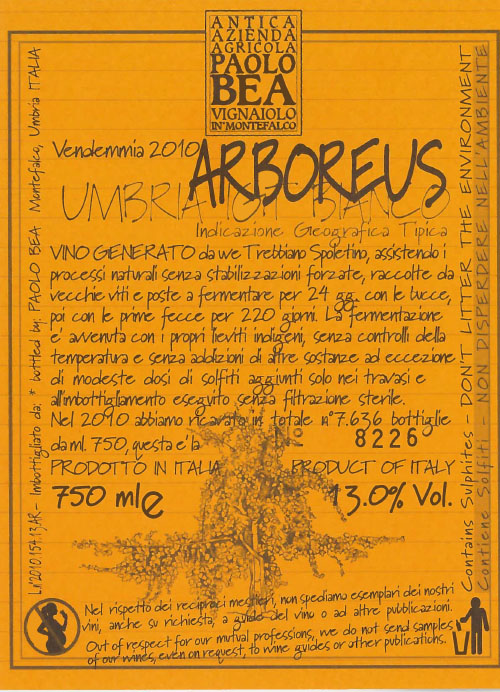 ANTICA
AZIENDA
AGRICOLA
PAOLO
BEA
VIGNAIOLO
IN MONTEFALCO
Vendemmia 2010
ARBOREUS
UMBRIA IGT BIANCO
Indicazione Geografica Tipica
VINO GENERATO da uve Trebbiano Spoletino, assistendo i
processi naturali senza stabilizzazioni forzate, raccolte da
vecchie viti e poste a fermentare per 24 gg. con le bucce,
poi con le prime fecce per 220 giorni. La fermentazione
e' avvenuta con i propri lieviti indigeni, senza controlli della
temperatura e senza addizioni di altre sostanze ad eccezione
di modeste dosi di solfiti aggiunti solo nei travasi e
all'imbottigliamento eseguito senza filtrazione sterile.
Nel 2010 abbiamo ricavato in totale n°7.636 bottiglie
da ml. 750, questa e' la N° 8226
PRODOTTO IN ITALIA PRODUCT OF ITALY
750 ml e 13.0% Vol.
Nel rispetto dei reciproci mestieri, non spediamo esemplari dei nostri
vini, anche su richiesta, a guide del vino o ad altre pubblicazioni.
Out of respect for our mutual professions, we do not send samples
of our wines, even on request, to wine guides or other publications.
Imbottigliato da: * bottled by: PAOLO BEA Montefalco, Umbria ITALIA
Contains Sulphites - DON'T LITTER THE ENVIRONMENT
Contiene Solfiti - NON DISPERDERE NELL'AMBIENTE